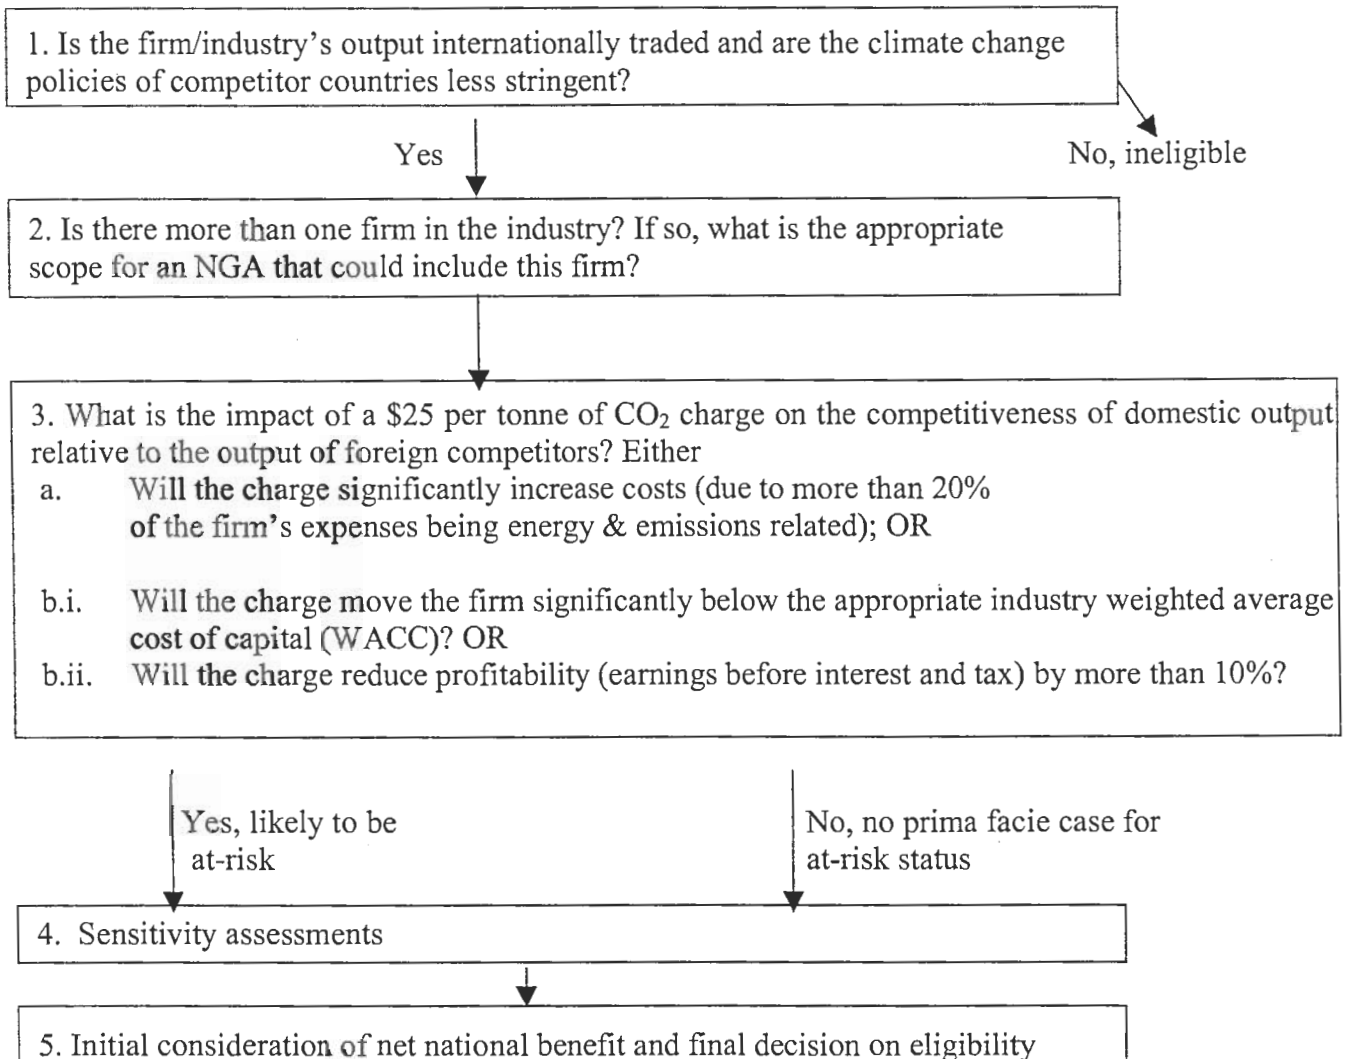 1. Is the firm/industry's output internationally traded and are the climate change
policies of competitor countries less stringent?
Yes
No, ineligible
2. Is there more than one firm in the industry? If so, what is the appropriate
scope for an NGA that could include this firm?
3. What is the impact of a $25 per tonne of CO₂ charge on the competitiveness of domestic output
relative to the output of foreign competitors? Either
a. Will the charge significantly increase costs (due to more than 20%
of the firm's expenses being energy & emissions related); OR
b.i. Will the charge move the firm significantly below the appropriate industry weighted average
cost of capital (WACC)? OR
b.ii. Will the charge reduce profitability (earnings before interest and tax) by more than 10%?
Yes, likely to be
at-risk
No, no prima facie case for
at-risk status
4. Sensitivity assessments
5. Initial consideration of net national benefit and final decision on eligibility